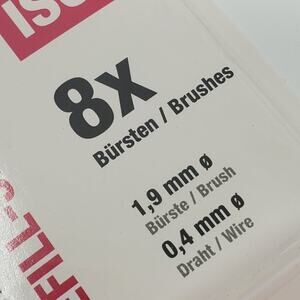 8x
Bürsten / Brushes
1,9 mm ø
Bürste / Brush
0,4 mm ø
Draht / Wire